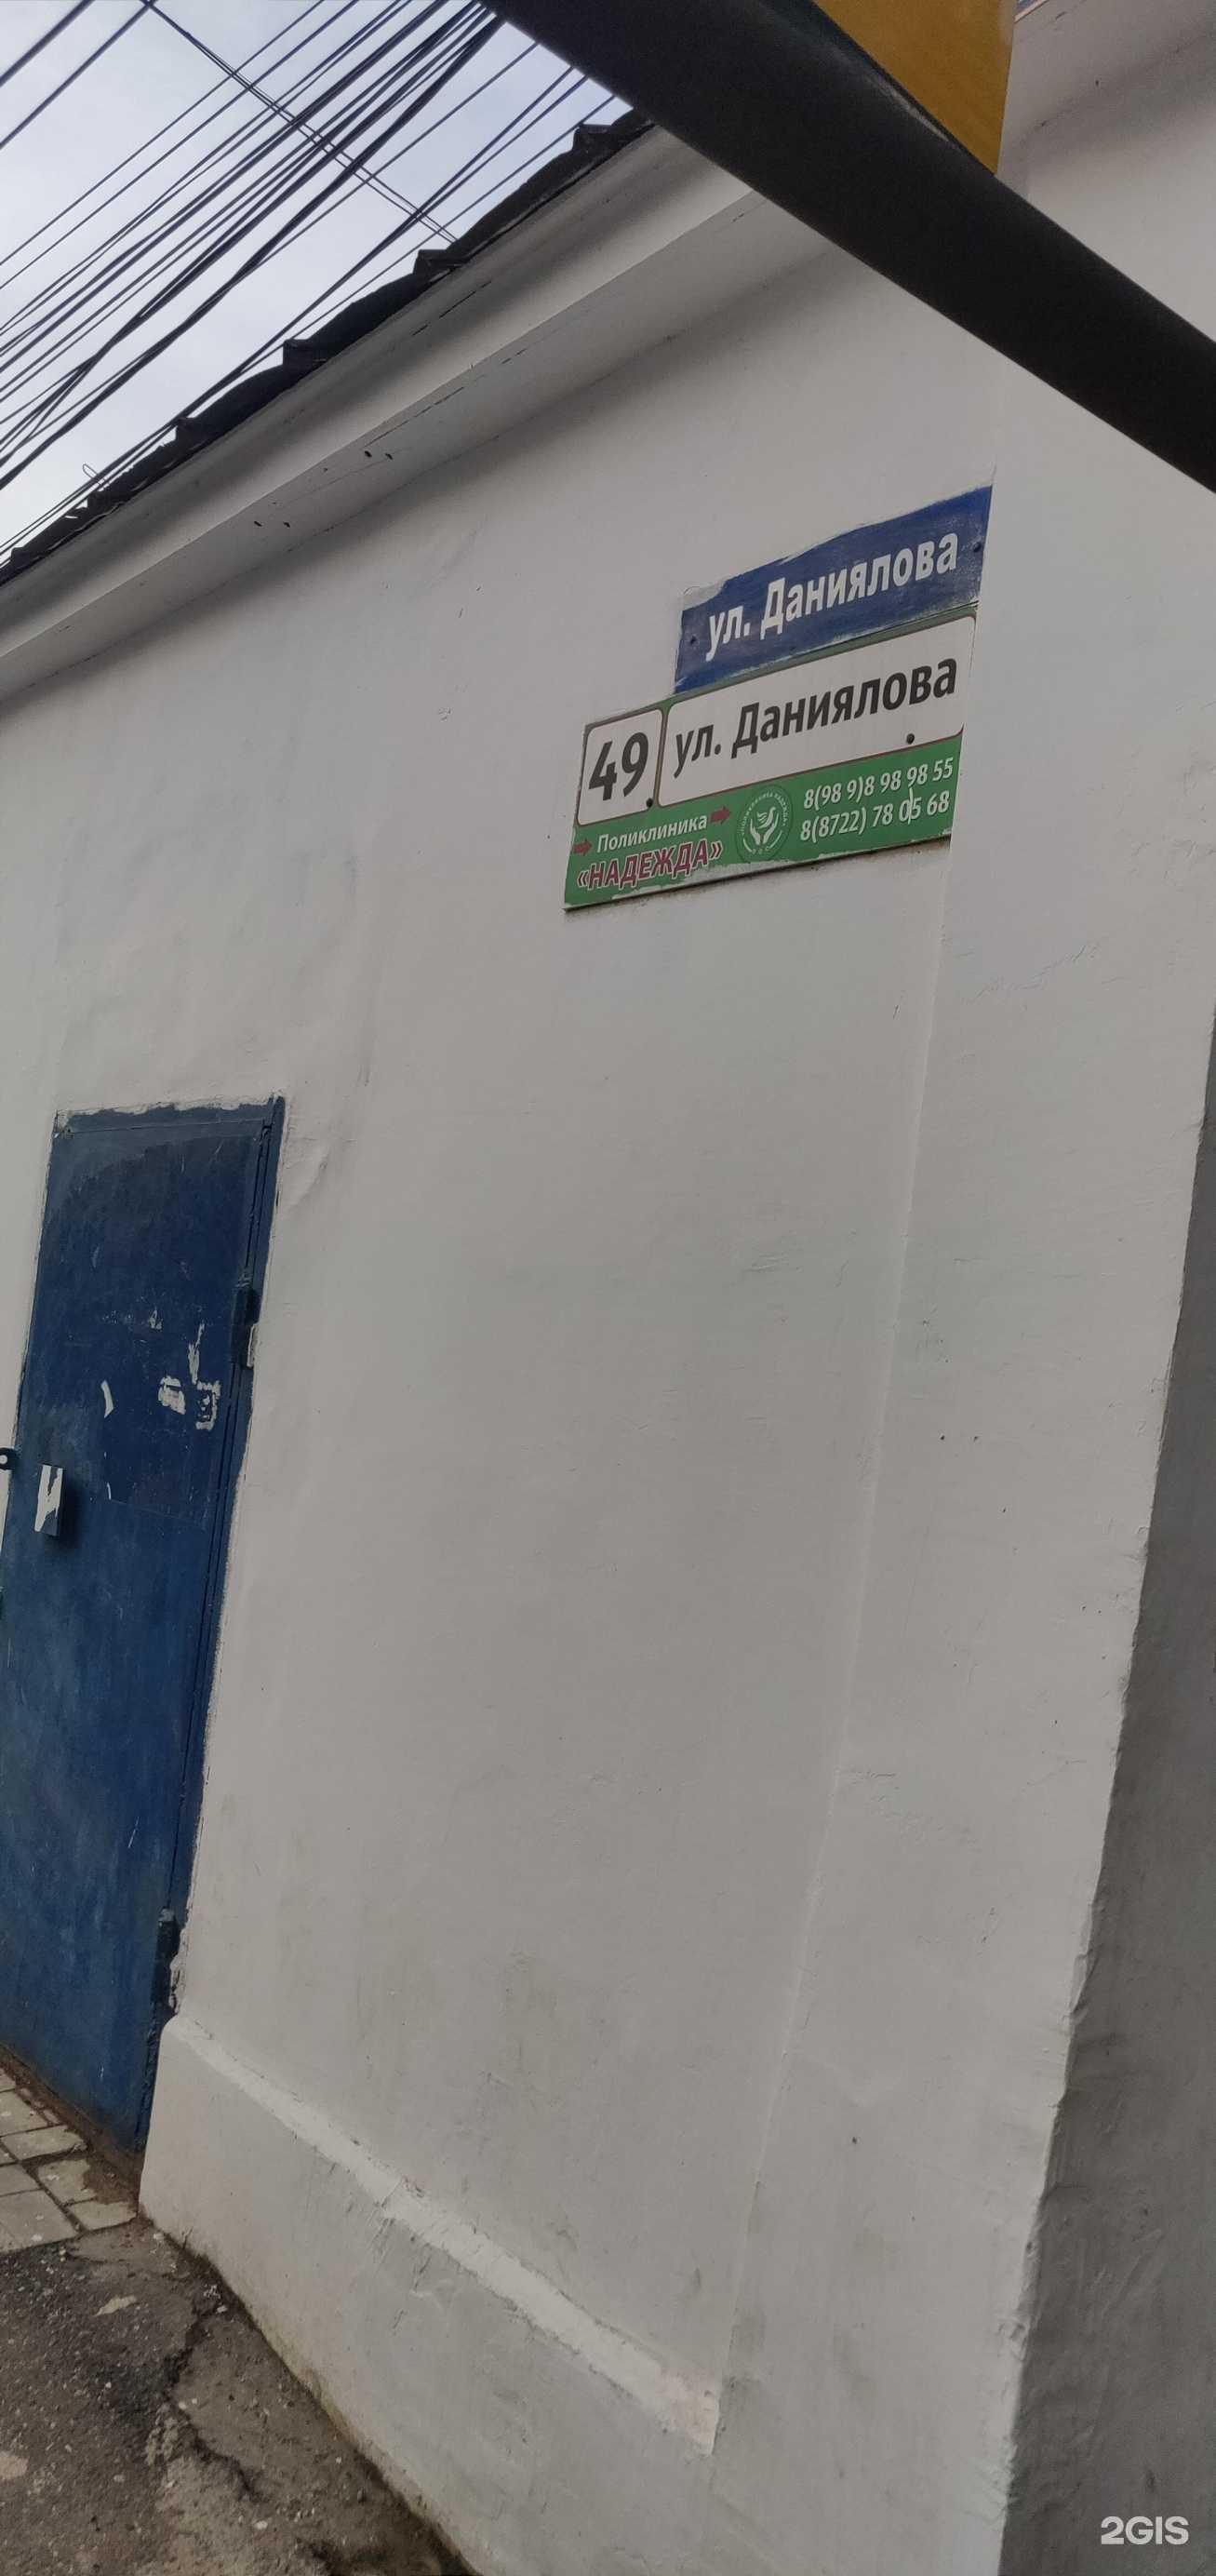 ул. Даниялова
49 ул. Даниялова
Поликлиника
«НАДЕЖДА»
8(98 9)8 98 98 55
8(8722) 78 05 68
2GIS